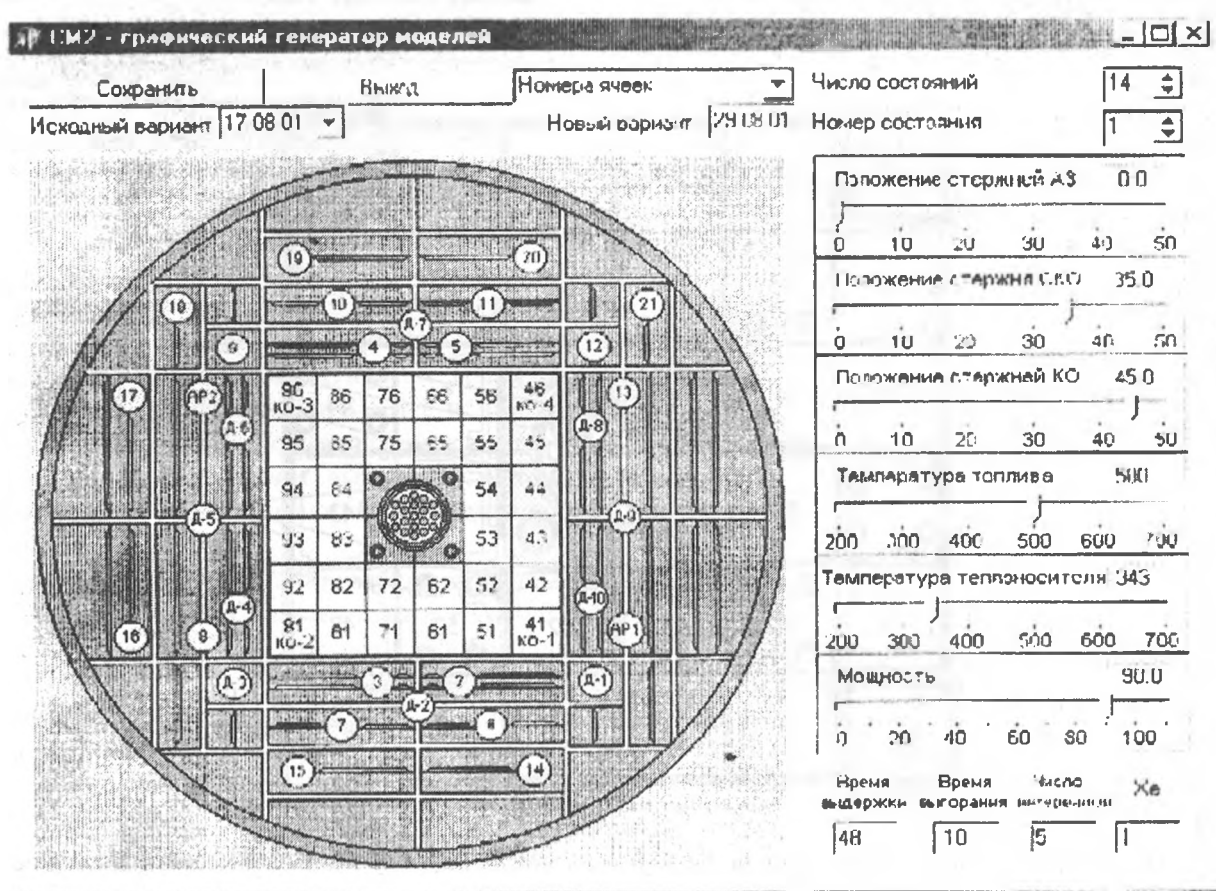 СМ2 - графический генератор моделей
Сохранить Выход Номера ячеек
Исходный вариант 17 08 01 Новый вариант 29 08 01
Число состояний 14
Номер состояния 1
Положение стержней АЗ 0.0
0 10 20 30 40 50
Положение стержня СКО 35.0
0 10 20 30 40 50
Положение стержней КО 45.0
0 10 20 30 40 50
Температура топлива 500
200 300 400 500 600 700
Температура теплоносителя 343
200 300 400 500 600 700
Мощность 90.0
0 20 40 60 80 100
Время выдержки
48
Время выгорания
10
Число
5
Xe
1
19 20
18 10 11 21
Д-7
9 4 5 12
17 АР2 13
Д-6 Д-8
96 86 76 66 56 46
КО-3 КО-4
95 85 75 65 55 45
94 84 54 44
Д-5 Д-9
93 83 53 43
92 82 72 62 52 42
Д-4 Д-10
91 81 71 61 51 41
КО-2 КО-1
16 8 АР1
Д-3 3 Д-1
Д-2
7 6
15 14